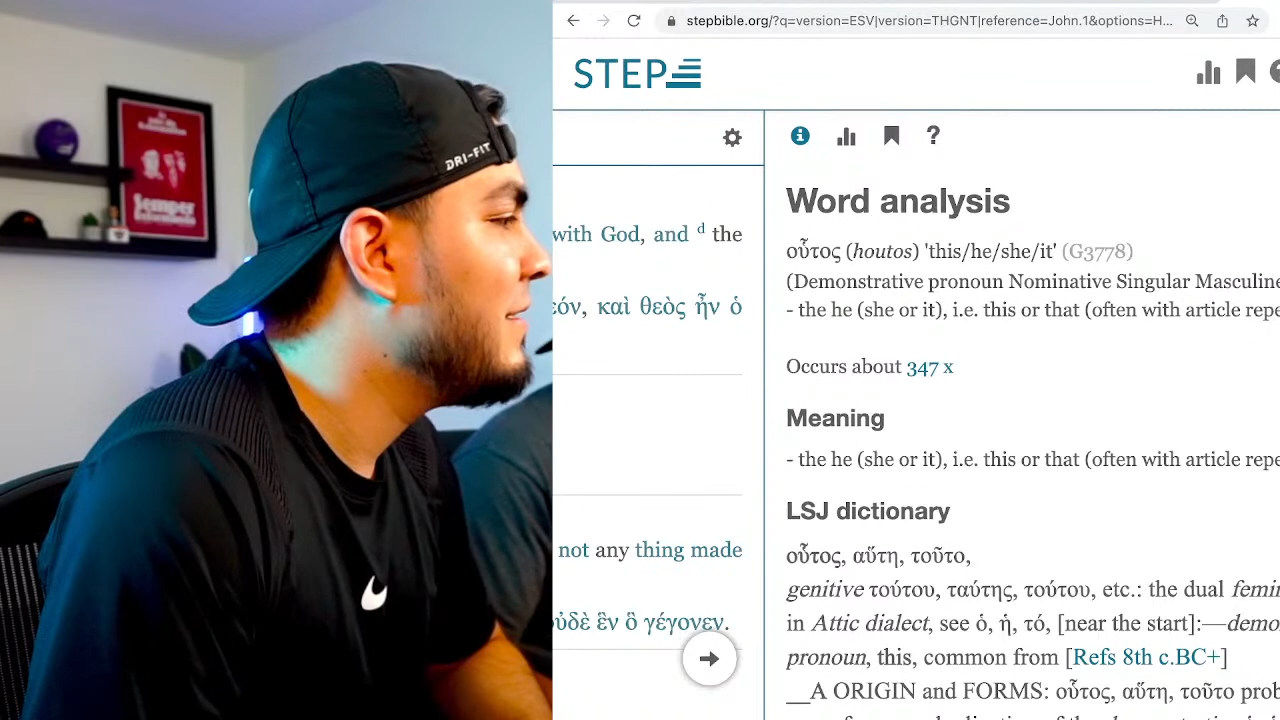 stepbible.org/?q=version=ESV|version=THGNT|reference=John.1&options=H...
STEP
DRI-FIT
Semper
with God, and d the
καὶ θεὸς ἦν ὁ
not any thing made
ἓν ὃ γέγονεν.
Word analysis
οὗτος (houtos) 'this/he/she/it' (G3778)
(Demonstrative pronoun Nominative Singular Masculine
- the he (she or it), i.e. this or that (often with article repe
Occurs about 347 x
Meaning
- the he (she or it), i.e. this or that (often with article repe
LSJ dictionary
οὗτος, αὕτη, τοῦτο,
genitive τούτου, ταύτης, τούτου, etc.: the dual femin
in Attic dialect, see ὁ, ἡ, τό, [near the start]:—demo
pronoun, this, common from [Refs 8th c.BC+]
__A ORIGIN and FORMS: οὗτος, αὕτη, τοῦτο prob